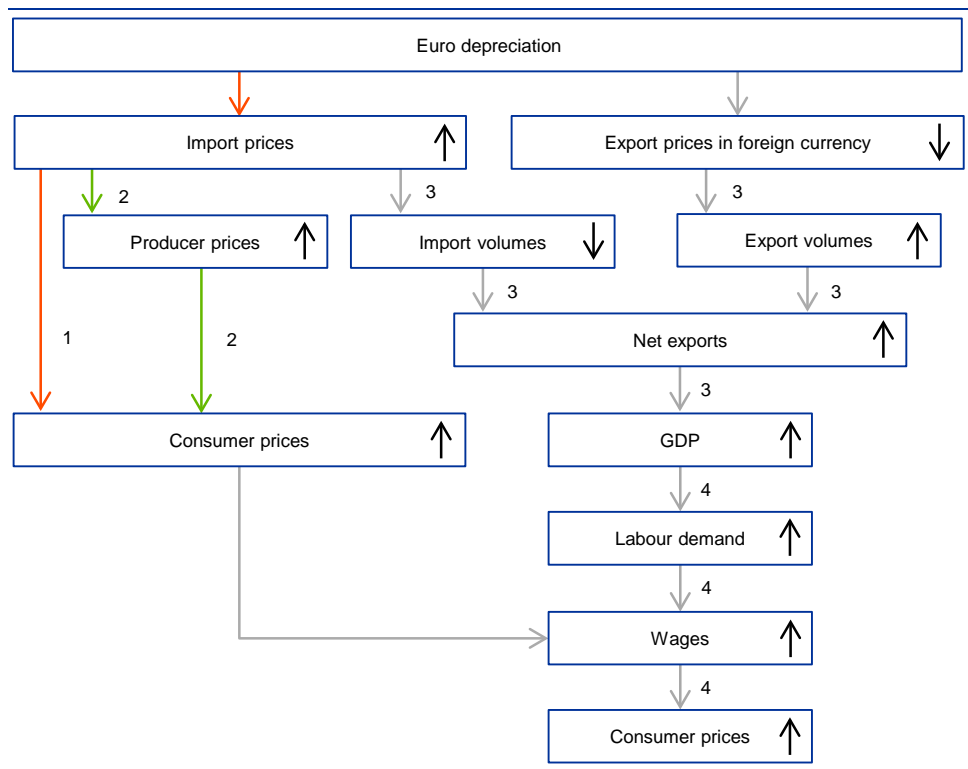 Euro depreciation
Import prices
Export prices in foreign currency
2
3
3
Producer prices
Import volumes
Export volumes
3
3
1
2
Net exports
3
Consumer prices
GDP
4
Labour demand
4
Wages
4
Consumer prices